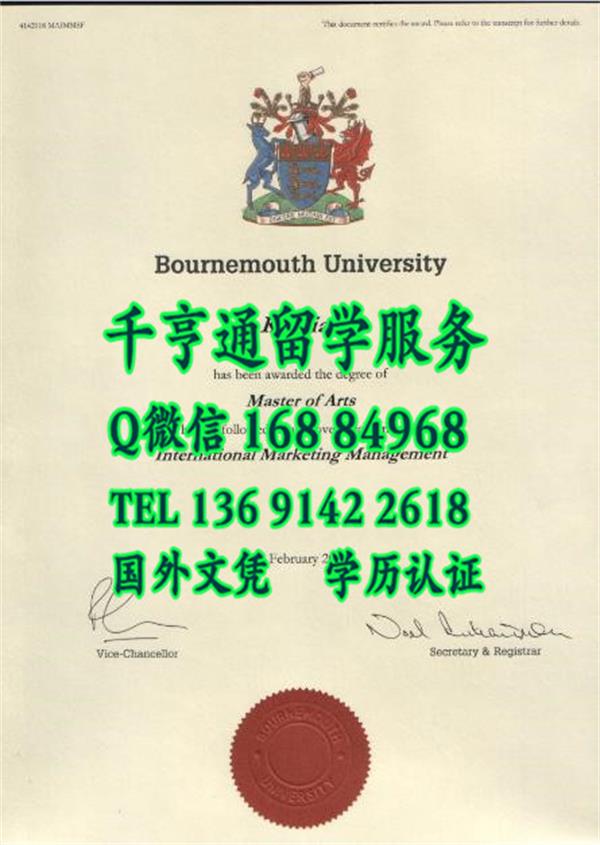 4142016 MAIMMSF
This document certifies the award. Please refer to the transcript for further details.
Bournemouth University
千亨通留学服务
has been awarded the degree of
Master of Arts
Q微信 168 84968
International Marketing Management
TEL 136 9142 2618
February
国外文凭 学历认证
Vice-Chancellor
Secretary & Registrar
BOURNEMOUTH
UNIVERSITY